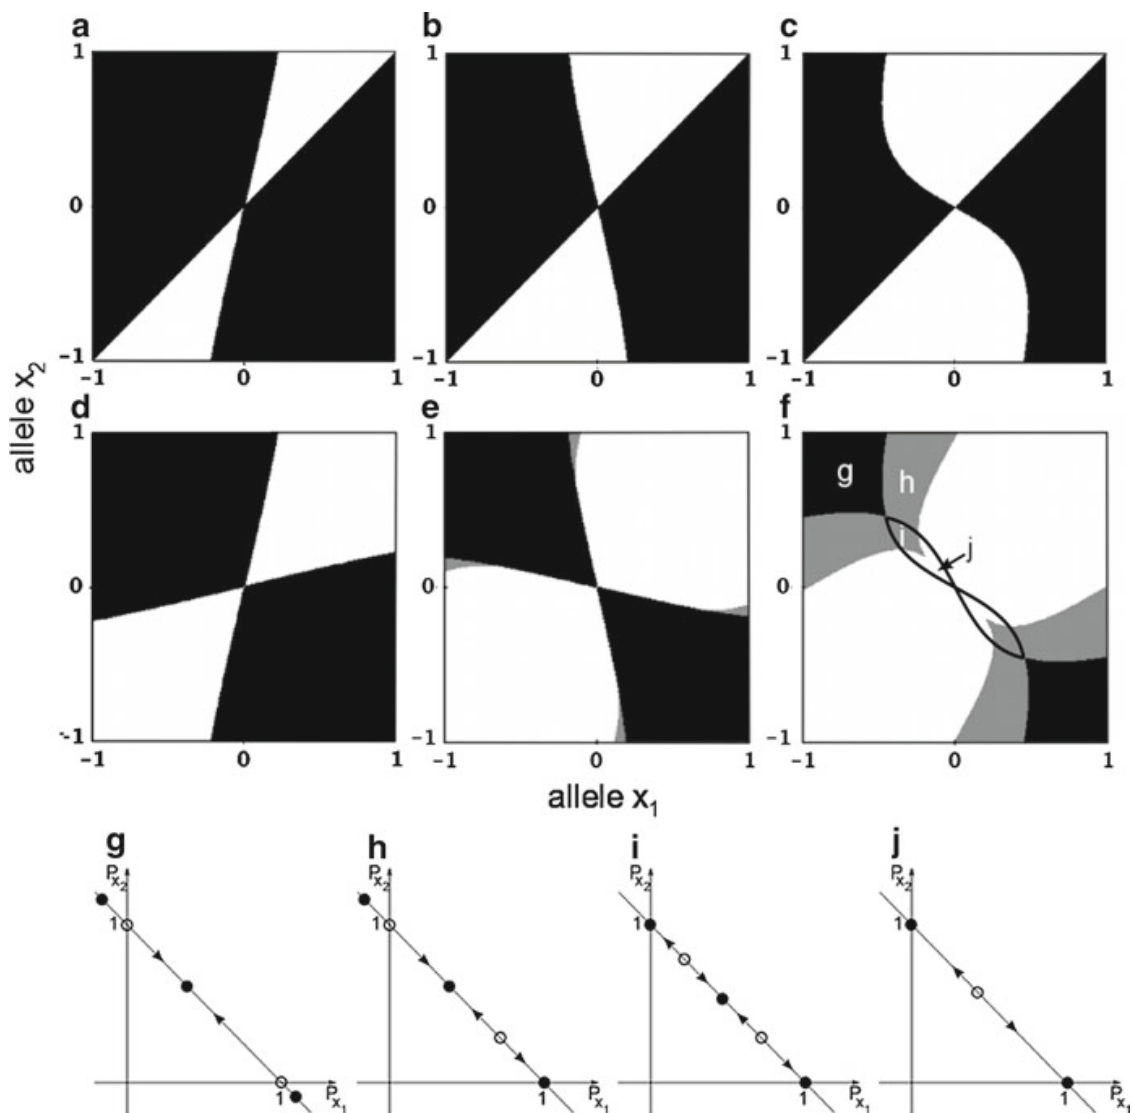 a b c
1 1 1
0 0 0
-1 -1 -1
-1 0 1 -1 0 1 -1 0 1
allele x2
d e f
1 1 1
g h i j
0 0 0
-1 -1 -1
-1 0 1 -1 0 1 -1 0 1
allele x1
g h i j
Px2 Px2 Px2 Px2
1 1 1 1
1 1 1 1
Px1 Px1 Px1 Px1